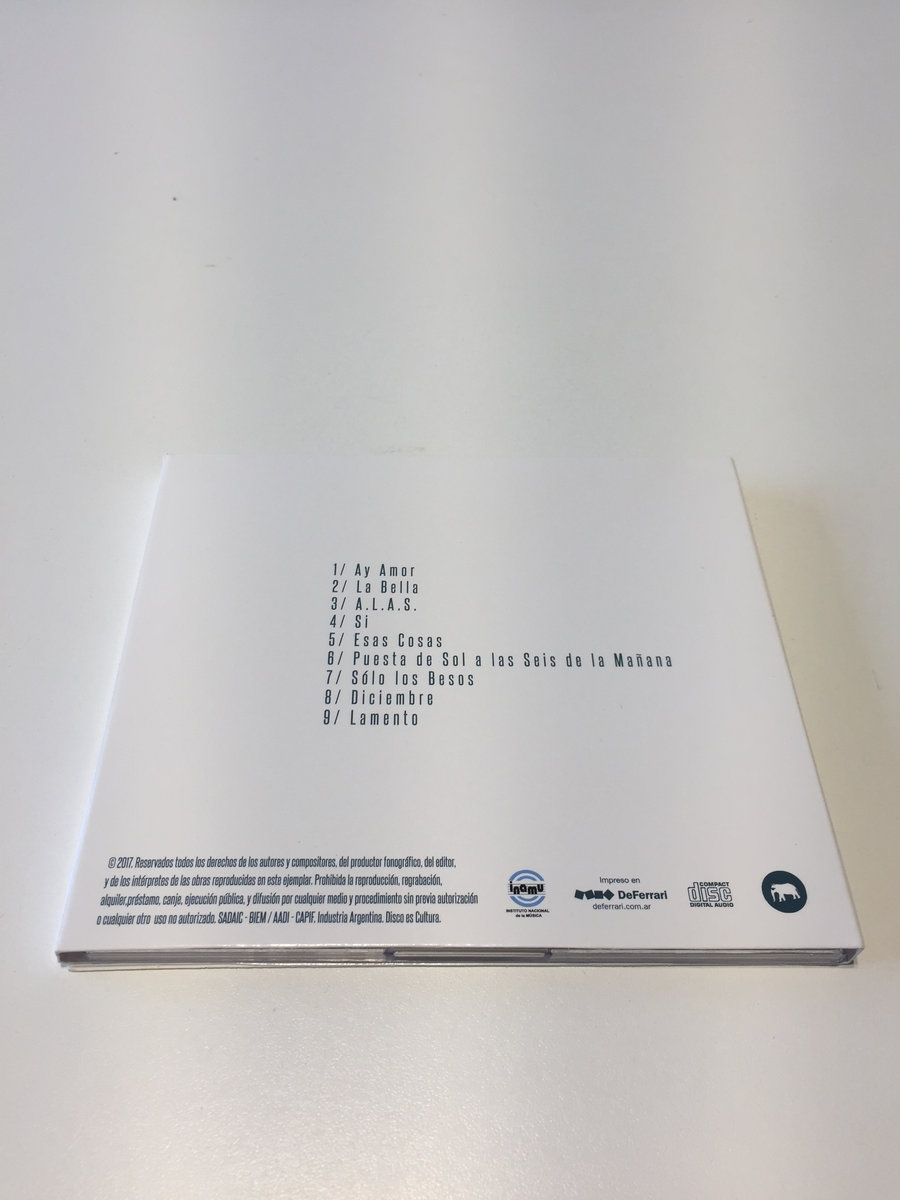 1/ Ay Amor
2/ La Bella
3/ A.L.A.S.
4/ Si
5/ Esas Cosas
6/ Puesta de Sol a las Seis de la Mañana
7/ Sólo los Besos
8/ Diciembre
9/ Lamento
© 2017. Reservados todos los derechos de los autores y compositores, del productor fonográfico, del editor,
y de los intérpretes de las obras reproducidas en este ejemplar. Prohibida la reproducción, regrabación,
alquiler,préstamo, canje, ejecución pública, y difusión por cualquier medio y procedimiento sin previa autorización
o cualquier otro uso no autorizado. SADAIC - BIEM / AADI - CAPIF. Industria Argentina. Disco es Cultura.
inamu
INSTITUTO NACIONAL
de la MÚSICA
Impreso en
DeFerrari
deferrari.com.ar
COMPACT
disc
DIGITAL AUDIO